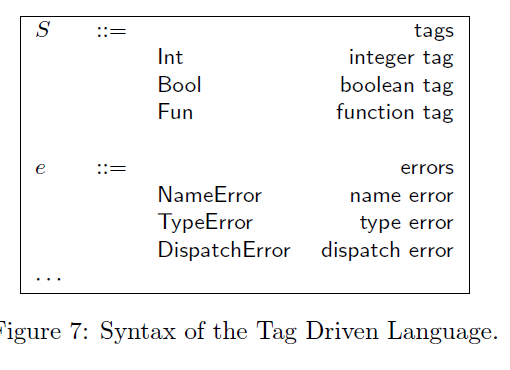 S ::= tags
Int integer tag
Bool boolean tag
Fun function tag
e ::= errors
NameError name error
TypeError type error
DispatchError dispatch error
...
Figure 7: Syntax of the Tag Driven Language.